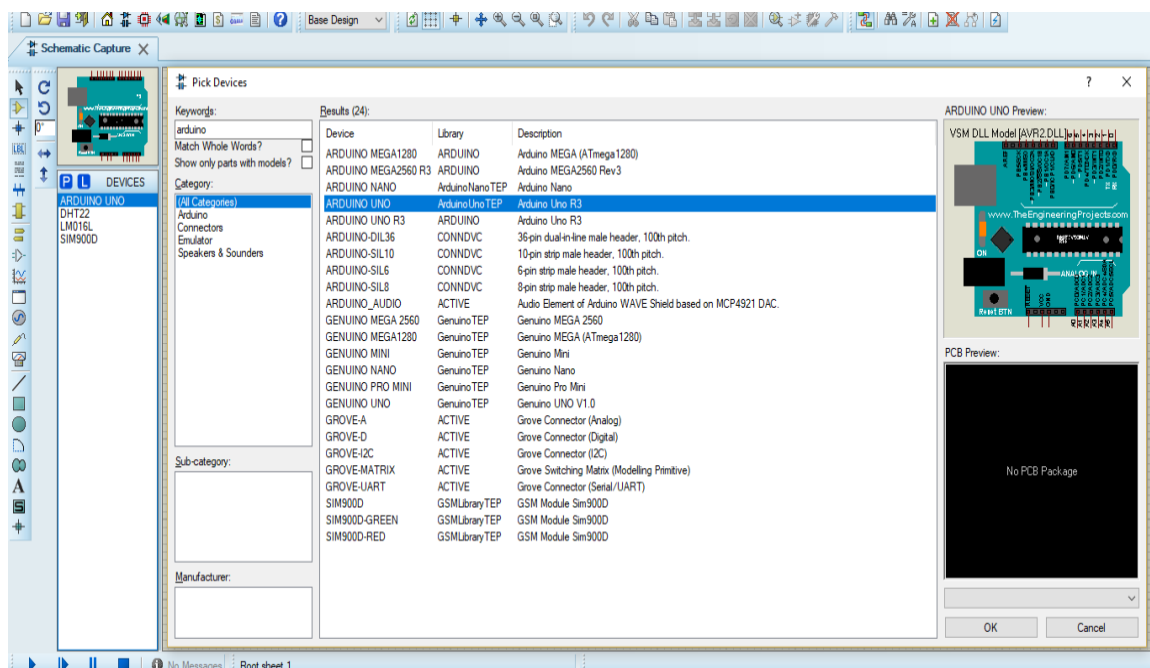 Base Design
Schematic Capture
Pick Devices
?
0°
P L DEVICES
ARDUINO UNO
DHT22
LM016L
SIM900D
Keywords:
arduino
Match Whole Words?
Show only parts with models?
Category:
(All Categories)
Arduino
Connectors
Emulator
Speakers & Sounders
Sub-category:
Manufacturer:
Results (24):
Device Library Description
ARDUINO MEGA1280 ARDUINO Arduino MEGA (ATmega1280)
ARDUINO MEGA2560 R3 ARDUINO Arduino MEGA2560 Rev3
ARDUINO NANO ArduinoNanoTEP Arduino Nano
ARDUINO UNO ArduinoUnoTEP Arduino Uno R3
ARDUINO UNO R3 ARDUINO Arduino Uno R3
ARDUINO-DIL36 CONNDVC 36-pin dual-in-line male header, 100th pitch.
ARDUINO-SIL10 CONNDVC 10-pin strip male header, 100th pitch.
ARDUINO-SIL6 CONNDVC 6-pin strip male header, 100th pitch.
ARDUINO-SIL8 CONNDVC 8-pin strip male header, 100th pitch.
ARDUINO_AUDIO ACTIVE Audio Element of Arduino WAVE Shield based on MCP4921 DAC.
GENUINO MEGA 2560 GenuinoTEP Genuino MEGA 2560
GENUINO MEGA1280 GenuinoTEP Genuino MEGA (ATmega1280)
GENUINO MINI GenuinoTEP Genuino Mini
GENUINO NANO GenuinoTEP Genuino Nano
GENUINO PRO MINI GenuinoTEP Genuino Pro Mini
GENUINO UNO GenuinoTEP Genuino UNO V1.0
GROVE-A ACTIVE Grove Connector (Analog)
GROVE-D ACTIVE Grove Connector (Digital)
GROVE-I2C ACTIVE Grove Connector (I2C)
GROVE-MATRIX ACTIVE Grove Switching Matrix (Modelling Primitive)
GROVE-UART ACTIVE Grove Connector (Serial/UART)
SIM900D GSMLibraryTEP GSM Module Sim900D
SIM900D-GREEN GSMLibraryTEP GSM Module Sim900D
SIM900D-RED GSMLibraryTEP GSM Module Sim900D
ARDUINO UNO Preview:
VSM DLL Model [AVR2.DLL]
www.TheEngineeringProjects.com
ON
ANALOG IN
RESET
VCC
GND
Reset BTN
PCB Preview:
No PCB Package
OK
Cancel
No Messages
Root sheet 1